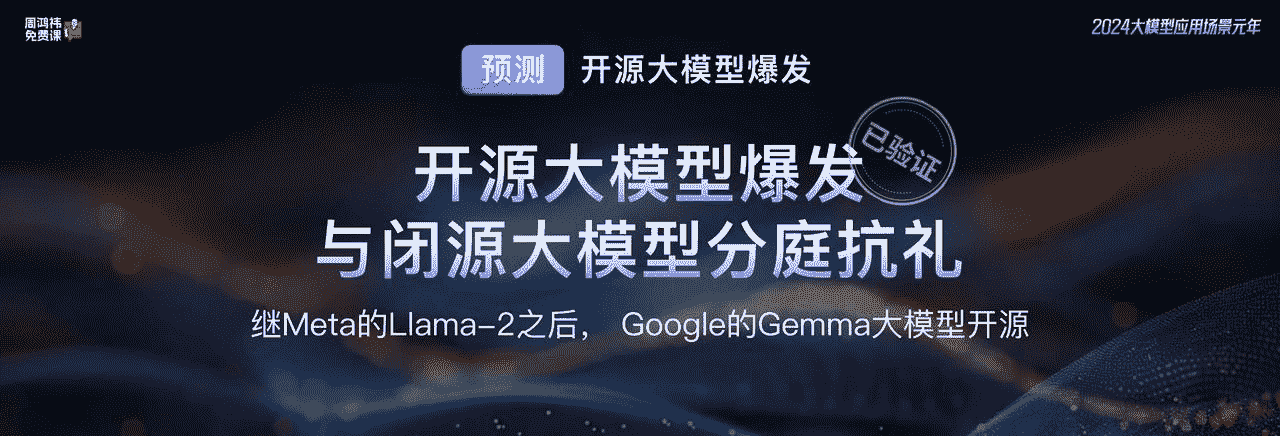 周鸿祎
免费课
2024大模型应用场景元年
预测 开源大模型爆发
已验证
开源大模型爆发
与闭源大模型分庭抗礼
继Meta的Llama-2之后， Google的Gemma大模型开源